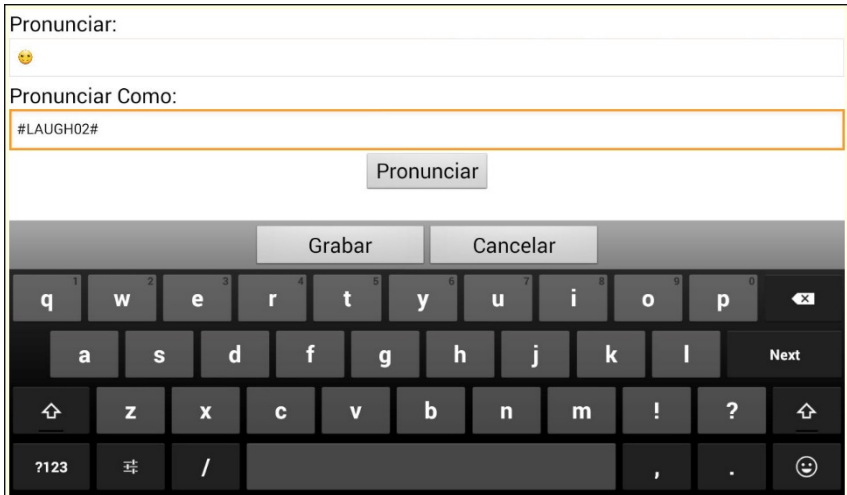 Pronunciar:
😶
Pronunciar Como:
#LAUGH02#
Pronunciar
Grabar Cancelar
1 2 3 4 5 6 7 8 9 0
q w e r t y u i o p
a s d f g h j k l Next
z x c v b n m ! ?
?123 / , .